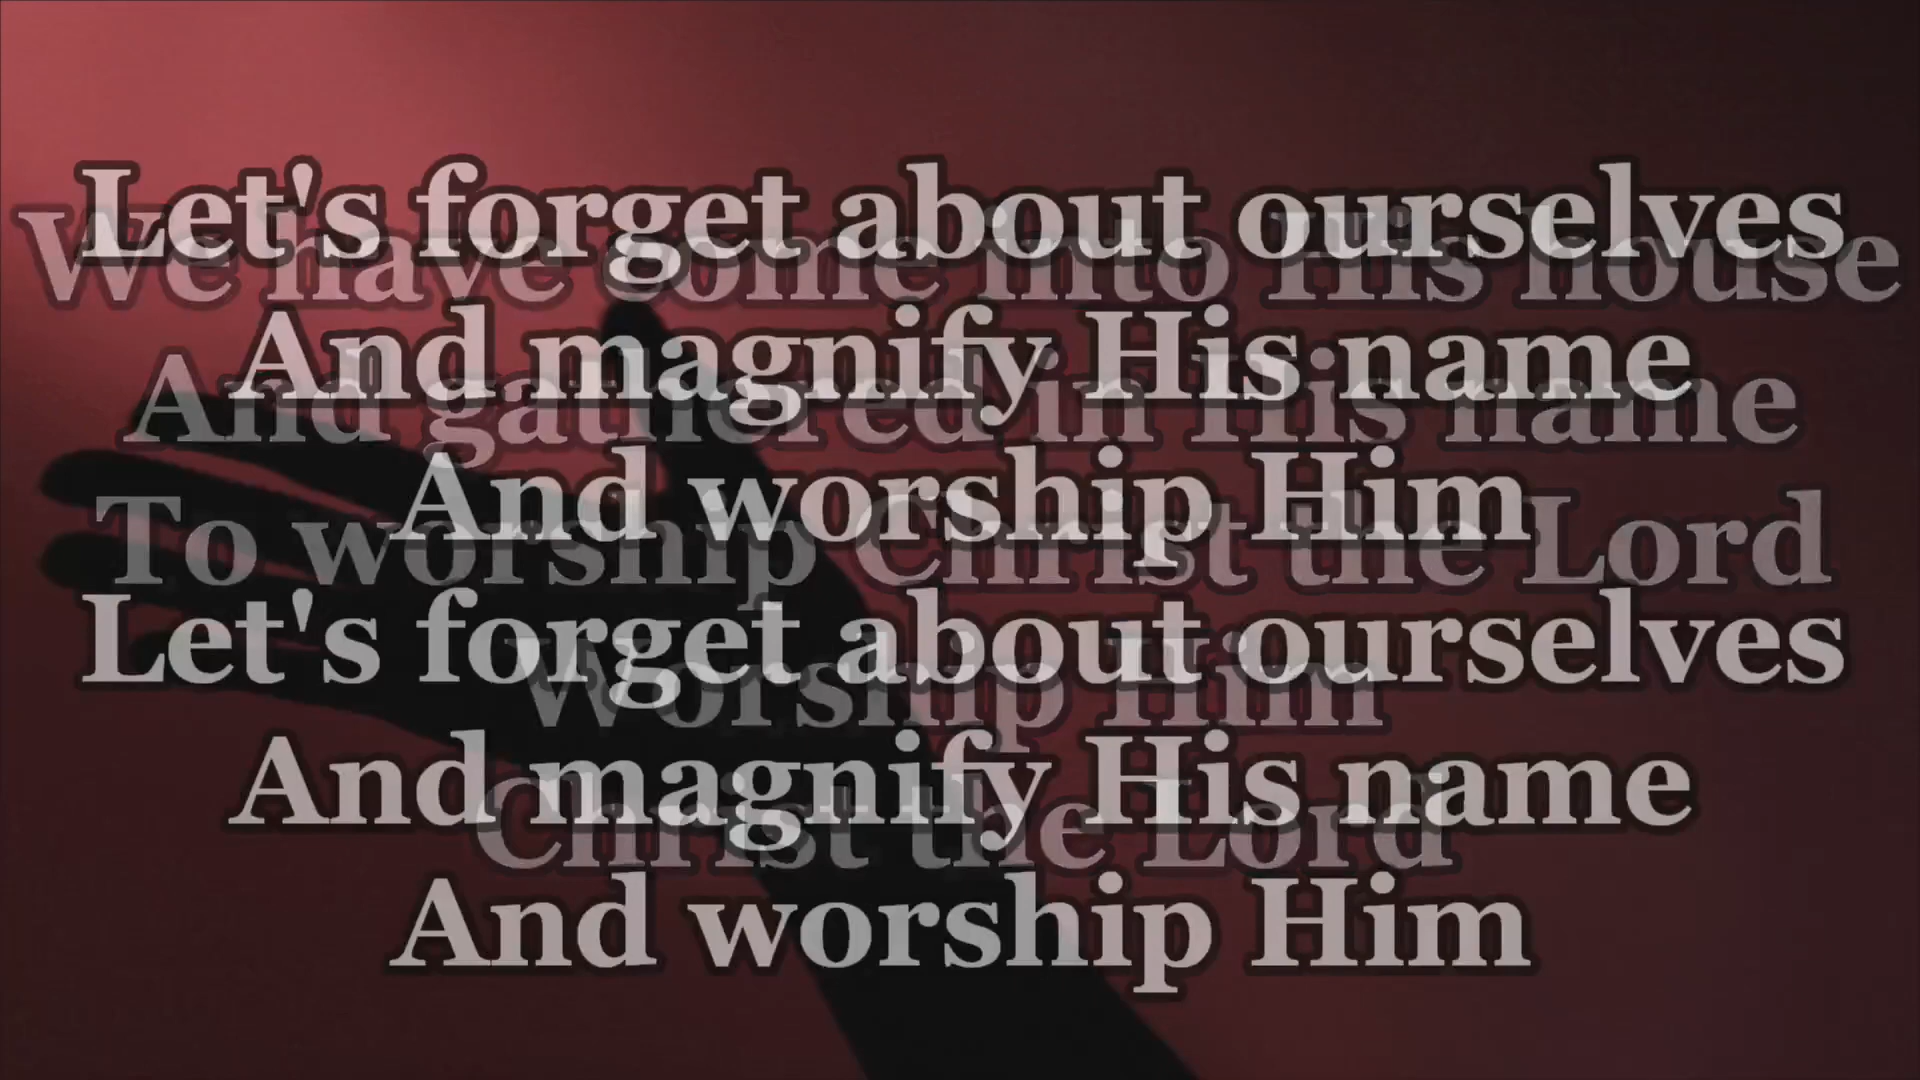 Let's forget about ourselves
We have come into His house
And magnify His name
And gathered in His name
And worship Him
To worship Christ the Lord
Let's forget about ourselves
Worship Him
And magnify His name
Christ the Lord
And worship Him